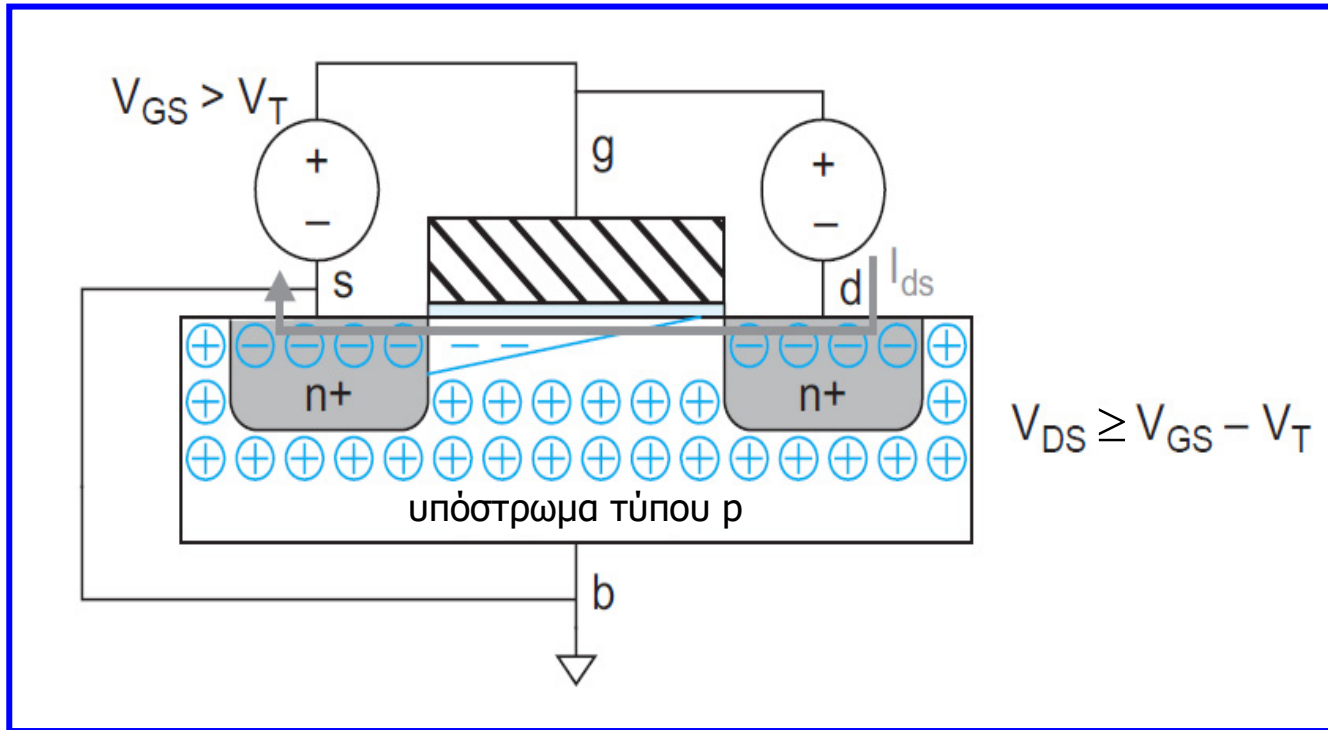 V_GS > V_T
+
−
g
+
−
s
d
I_ds
n+
n+
V_DS ≥ V_GS − V_T
υπόστρωμα τύπου p
b